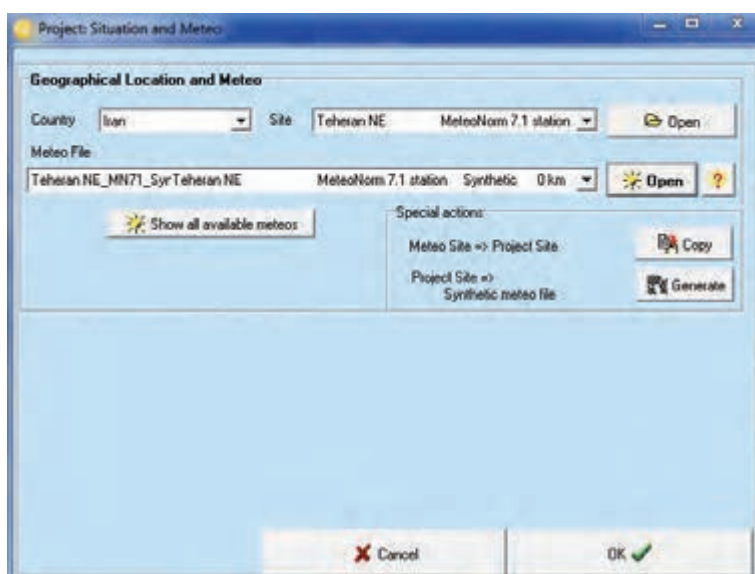 Project: Situation and Meteo
Geographical Location and Meteo
Country Iran Site Teheran NE MeteoNorm 7.1 station Open
Meteo File
Teheran NE_MN71_Syr Teheran NE MeteoNorm 7.1 station Synthetic 0 km Open ?
Show all available meteos
Special actions
Meteo Site => Project Site Copy
Project Site =>
Synthetic meteo file Generate
Cancel OK